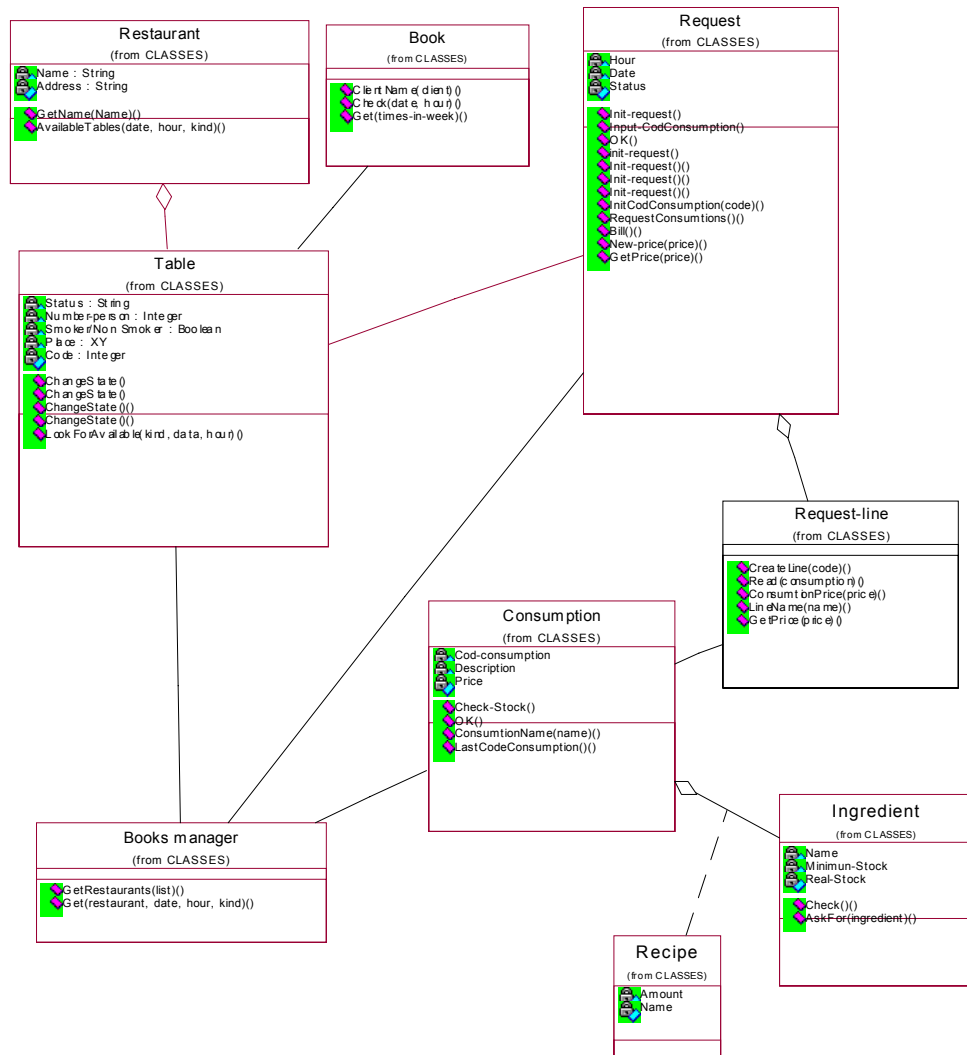 Restaurant
(from CLASSES)
Name : String
Address : String
GetName(Name)()
AvailableTables(date, hour, kind)()
Book
(from CLASSES)
ClientName(client)()
Check(date, hour)()
Get(times-in-week)()
Request
(from CLASSES)
Hour
Date
Status
Init-request()
Input-CodConsumption()
OK()
init-request()
Init-request()()
Init-request()()
Init-request()()
InitCodConsumption(code)()
RequestConsumtions()()
Bill()()
New-price(price)()
GetPrice(price)()
Table
(from CLASSES)
Status : String
Number-person : Integer
Smoker/Non Smoker : Boolean
Place : XY
Code : Integer
ChangeState()
ChangeState()
ChangeState()()
ChangeState()()
LookForAvailable(kind, data, hour)()
Request-line
(from CLASSES)
CreateLine(code)()
Read(consumption)()
ConsumtionPrice(price)()
LineName(name)()
GetPrice(price)()
Consumption
(from CLASSES)
Cod-consumption
Description
Price
Check-Stock()
OK()
ConsumtionName(name)()
LastCodeConsumption()()
Books manager
(from CLASSES)
GetRestaurants(list)()
Get(restaurant, date, hour, kind)()
Ingredient
(from CLASSES)
Name
Minimun-Stock
Real-Stock
Check()()
AskFor(ingredient)()
Recipe
(from CLASSES)
Amount
Name